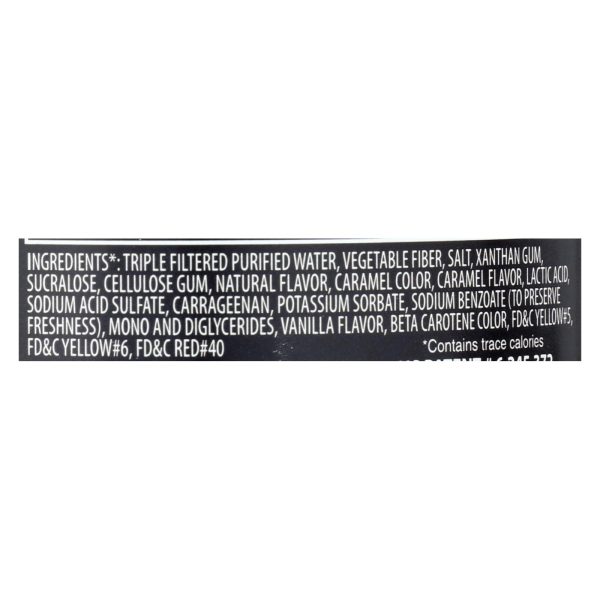 INGREDIENTS*: TRIPLE FILTERED PURIFIED WATER, VEGETABLE FIBER, SALT, XANTHAN GUM,
SUCRALOSE, CELLULOSE GUM, NATURAL FLAVOR, CARAMEL COLOR, CARAMEL FLAVOR, LACTIC ACID,
SODIUM ACID SULFATE, CARRAGEENAN, POTASSIUM SORBATE, SODIUM BENZOATE (TO PRESERVE
FRESHNESS), MONO AND DIGLYCERIDES, VANILLA FLAVOR, BETA CAROTENE COLOR, FD&C YELLOW#5,
FD&C YELLOW#6, FD&C RED#40
*Contains trace calories